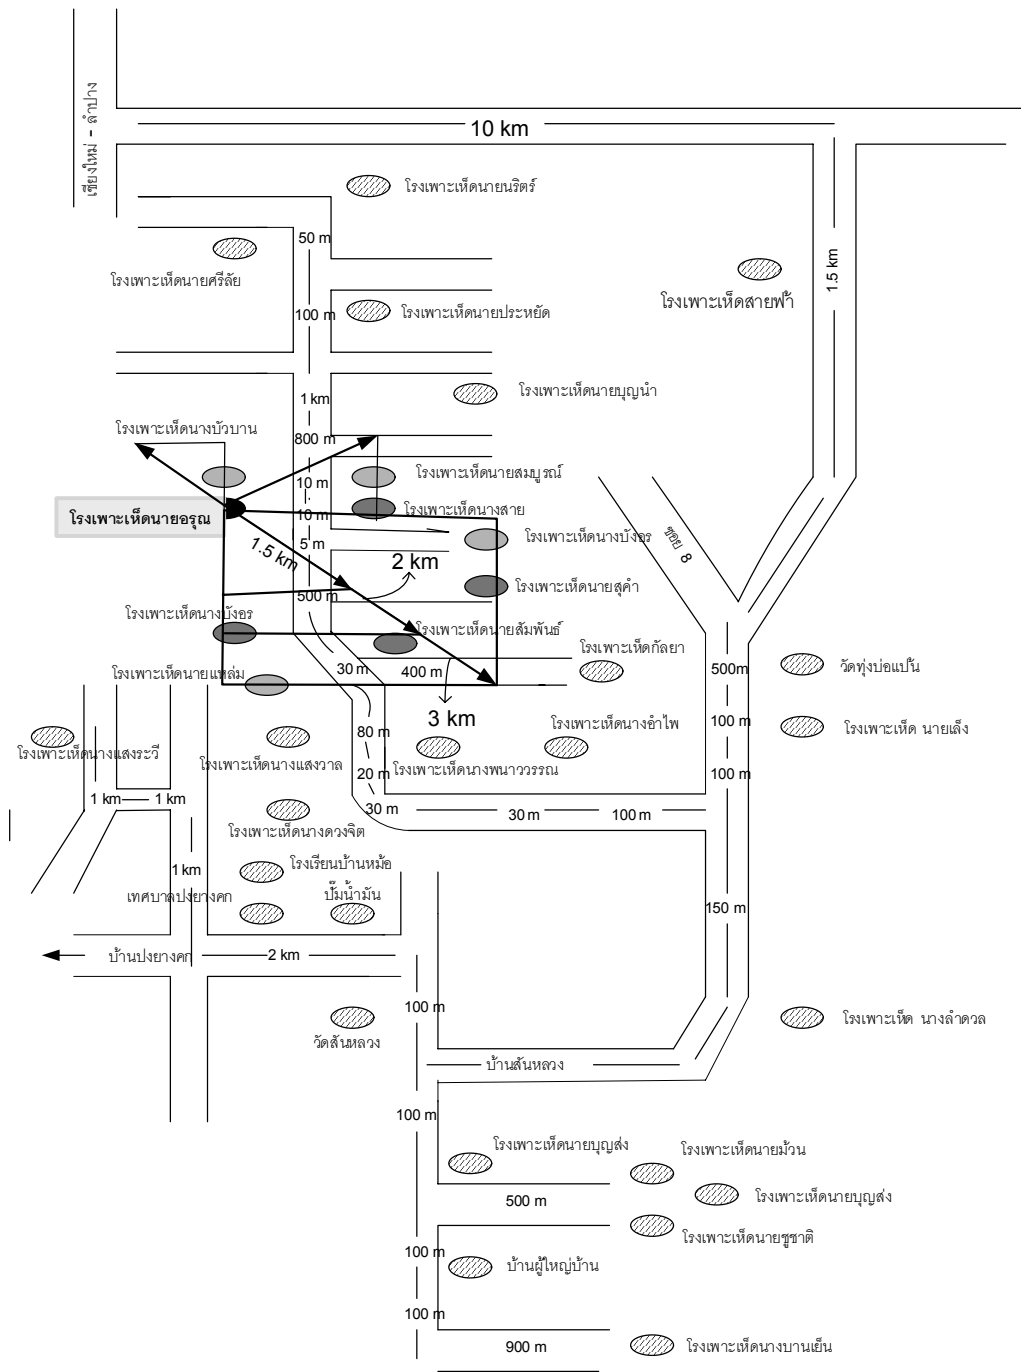 เชียงใหม่ - ลำปาง
10 km
โรงเพาะเห็ดนายนริตร์
50 m
โรงเพาะเห็ดนายศรีลัย
1.5 km
โรงเพาะเห็ดสายฟ้า
100 m
โรงเพาะเห็ดนายประหยัด
โรงเพาะเห็ดนายบุญนำ
1 km
โรงเพาะเห็ดนางบัวบาน
800 m
โรงเพาะเห็ดนายสมบูรณ์
10 m
โรงเพาะเห็ดนางสาย
โรงเพาะเห็ดนายอรุณ
10 m
5 m
โรงเพาะเห็ดนางบังอร
ซอย 8
1.5 km
2 km
โรงเพาะเห็ดนายสุคำ
500 m
โรงเพาะเห็ดนางบังอร
โรงเพาะเห็ดนายสัมพันธ์
โรงเพาะเห็ดกัลยา
30 m
400 m
500m
วัดทุ่งบ่อแป้น
โรงเพาะเห็ดนายแหล่ม
3 km
โรงเพาะเห็ดนางอำไพ
100 m
โรงเพาะเห็ด นายเล็ง
80 m
โรงเพาะเห็ดนางแสงระวี
โรงเพาะเห็ดนางแสงวาล
20 m
โรงเพาะเห็ดนางพนาววรรณ
100 m
1 km
1 km
30 m
30 m
100 m
โรงเพาะเห็ดนางดวงจิต
1 km
โรงเรียนบ้านหม้อ
เทศบาลปงยางคก
ปั๊มน้ำมัน
150 m
บ้านปงยางคก
2 km
100 m
โรงเพาะเห็ด นางลำดวล
วัดสันหลวง
บ้านสันหลวง
100 m
โรงเพาะเห็ดนายบุญส่ง
โรงเพาะเห็ดนายม้วน
500 m
โรงเพาะเห็ดนายบุญส่ง
โรงเพาะเห็ดนายชูชาติ
100 m
บ้านผู้ใหญ่บ้าน
100 m
900 m
โรงเพาะเห็ดนางบานเย็น